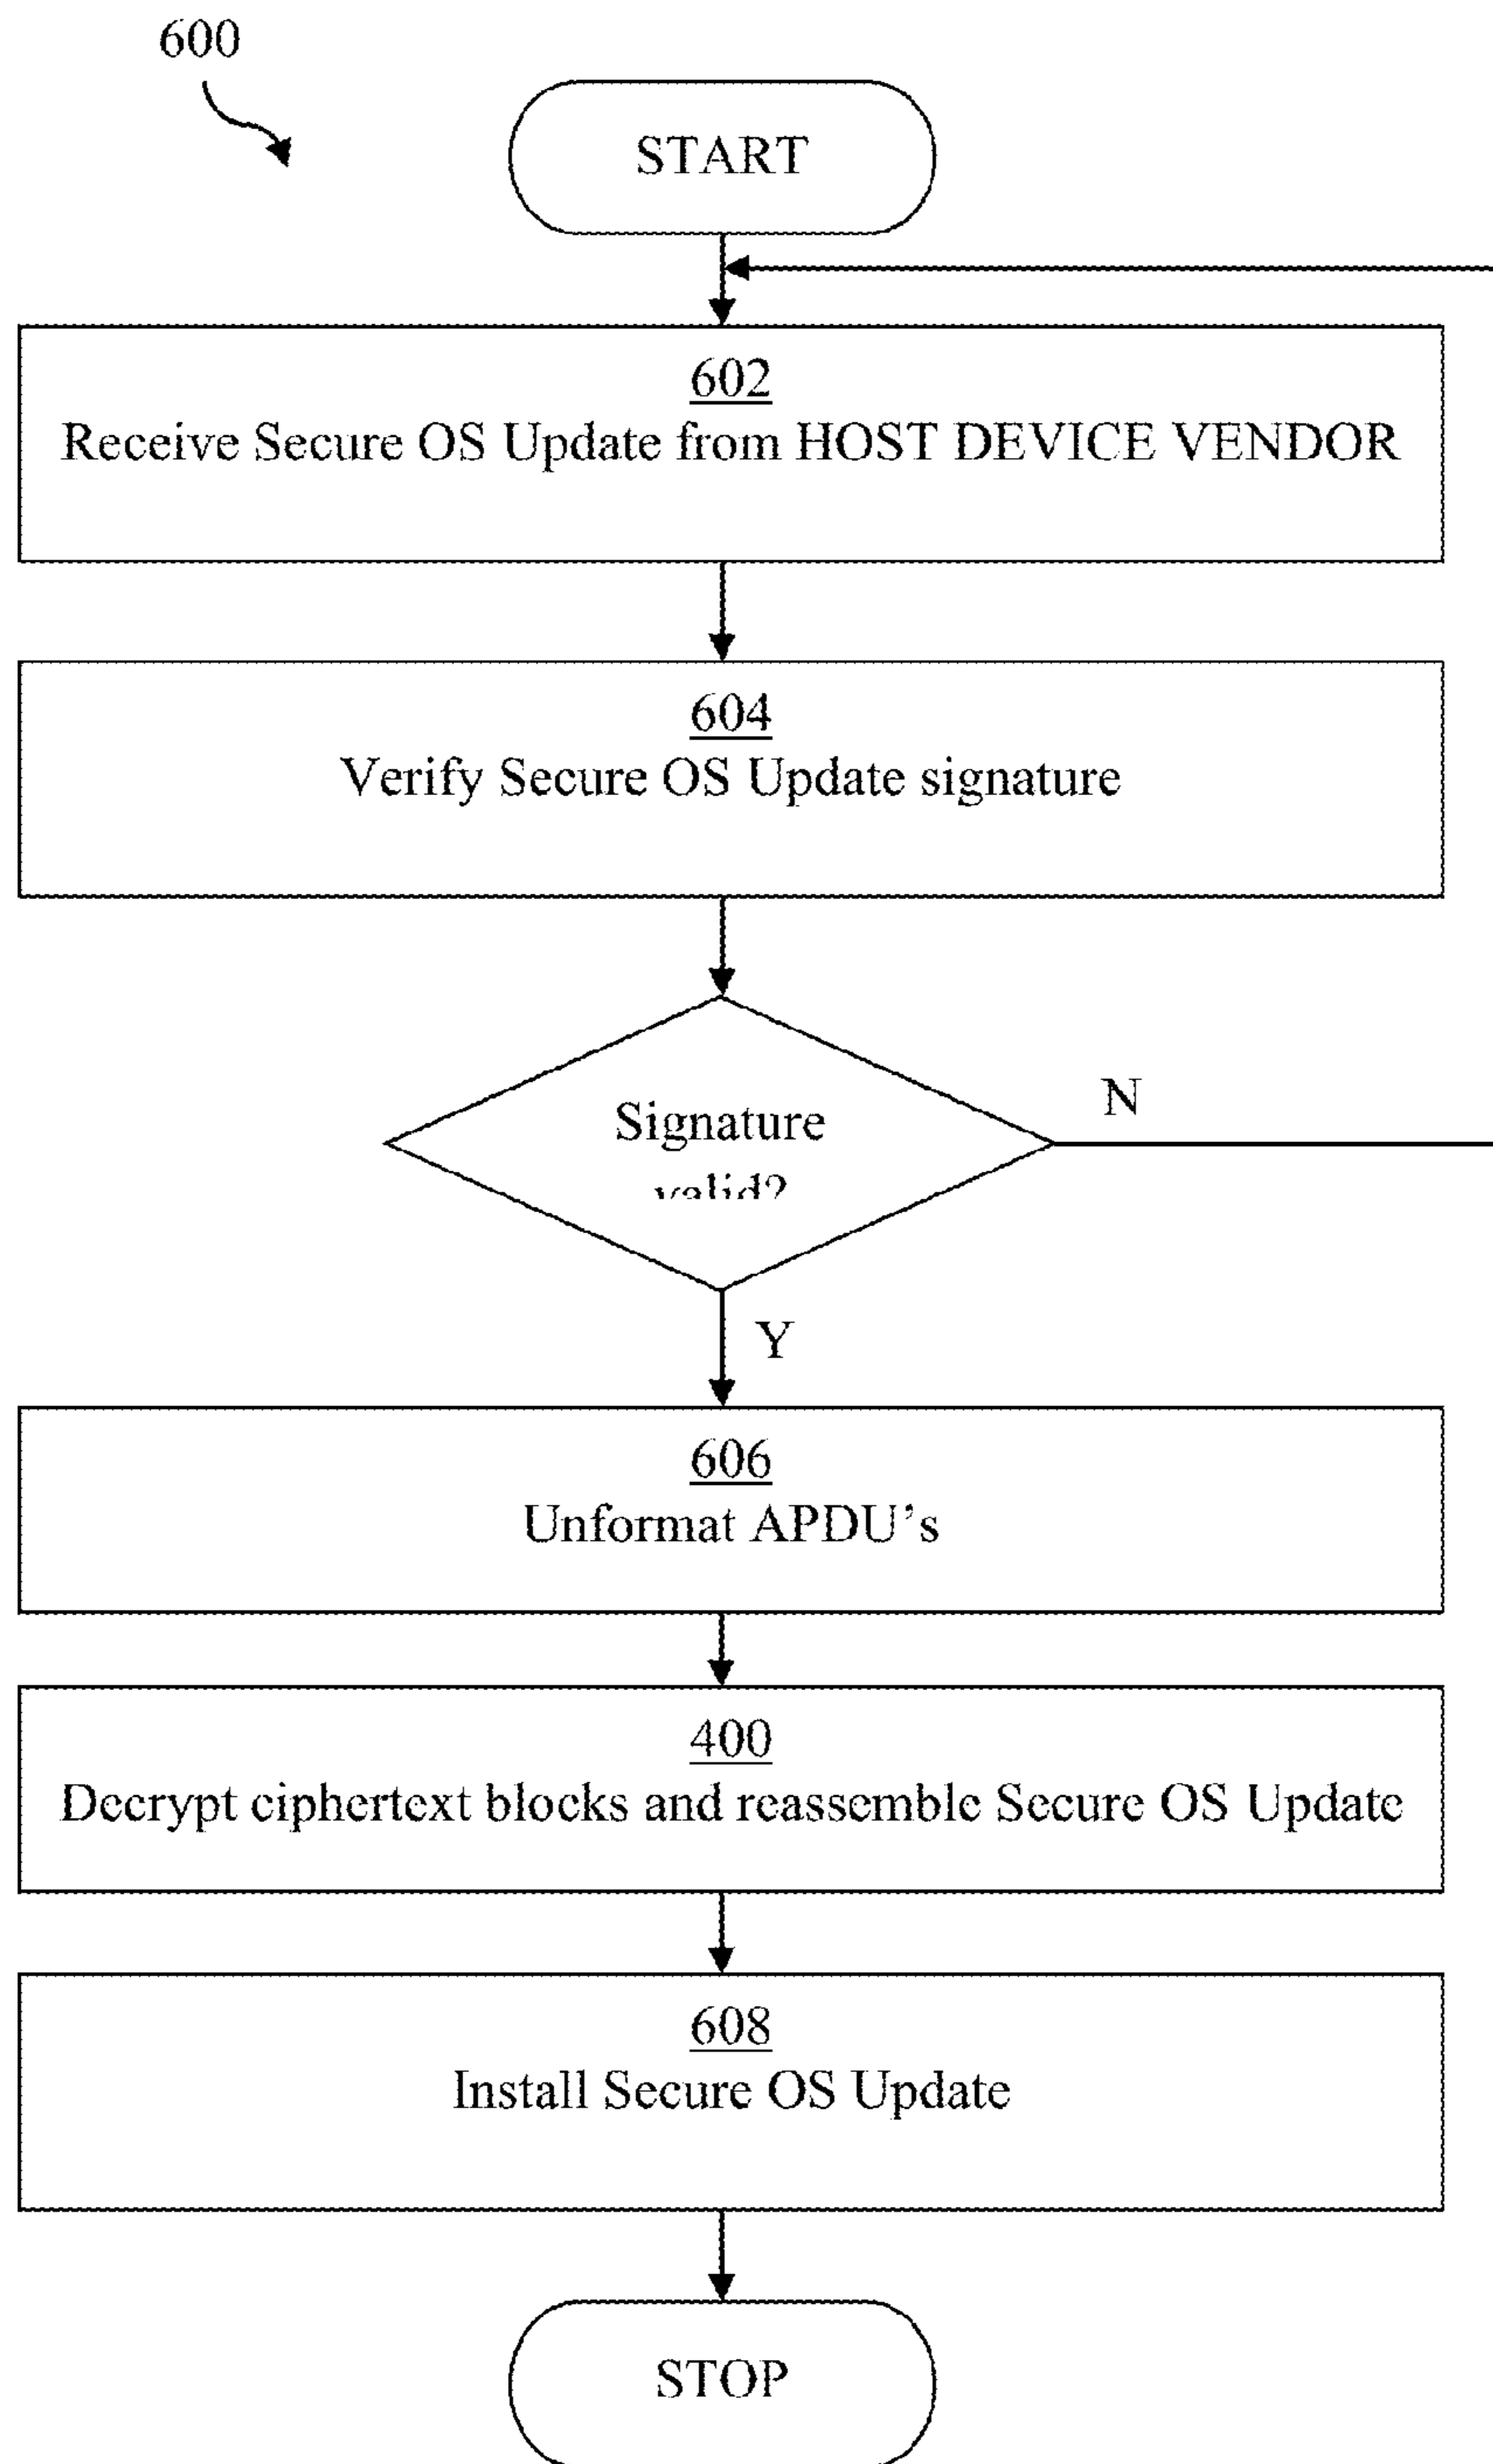 600
START
602
Receive Secure OS Update from HOST DEVICE VENDOR
604
Verify Secure OS Update signature
Signature
valid?
N
Y
606
Unformat APDU's
400
Decrypt ciphertext blocks and reassemble Secure OS Update
608
Install Secure OS Update
STOP